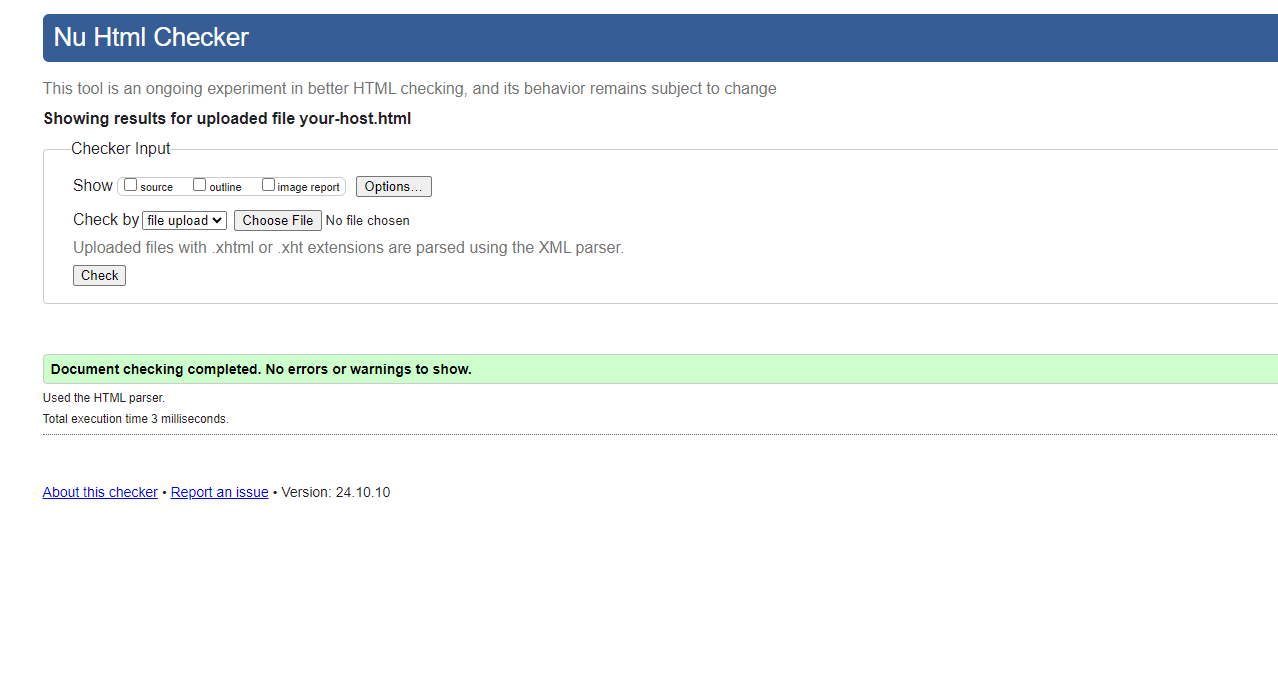 Nu Html Checker
This tool is an ongoing experiment in better HTML checking, and its behavior remains subject to change
Showing results for uploaded file your-host.html
Checker Input
Show source outline image report Options...
Check by file upload Choose File No file chosen
Uploaded files with .xhtml or .xht extensions are parsed using the XML parser.
Check
Document checking completed. No errors or warnings to show.
Used the HTML parser.
Total execution time 3 milliseconds.
About this checker • Report an issue • Version: 24.10.10